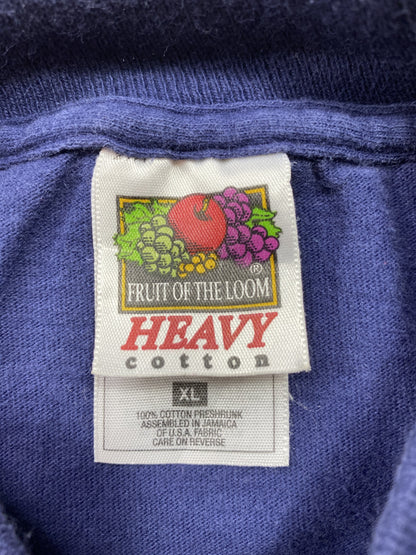 ®
FRUIT OF THE LOOM
HEAVY
cotton
XL
100% COTTON PRESHRUNK
ASSEMBLED IN JAMAICA
OF U.S.A. FABRIC
CARE ON REVERSE